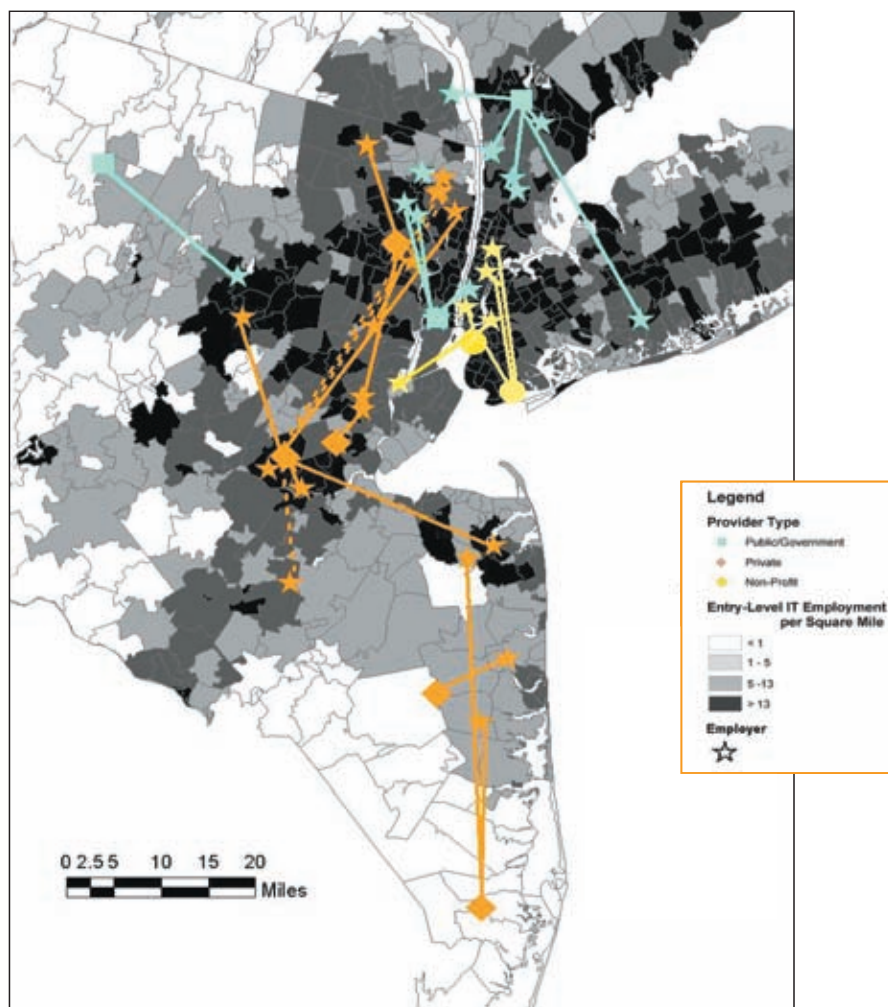 Legend
Provider Type
Public/Government
Private
Non-Profit
Entry-Level IT Employment
per Square Mile
< 1
1 - 5
5 -13
> 13
Employer
0 2.5 5 10 15 20
Miles